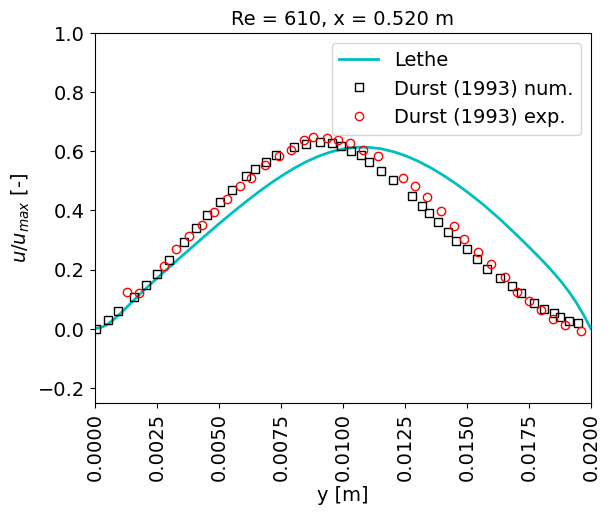 Re = 610, x = 0.520 m
1.0
0.8
0.6
0.4
0.2
0.0
−0.2
u/u_max [-]
Lethe
Durst (1993) num.
Durst (1993) exp.
0.0000
0.0025
0.0050
0.0075
0.0100
0.0125
0.0150
0.0175
0.0200
y [m]